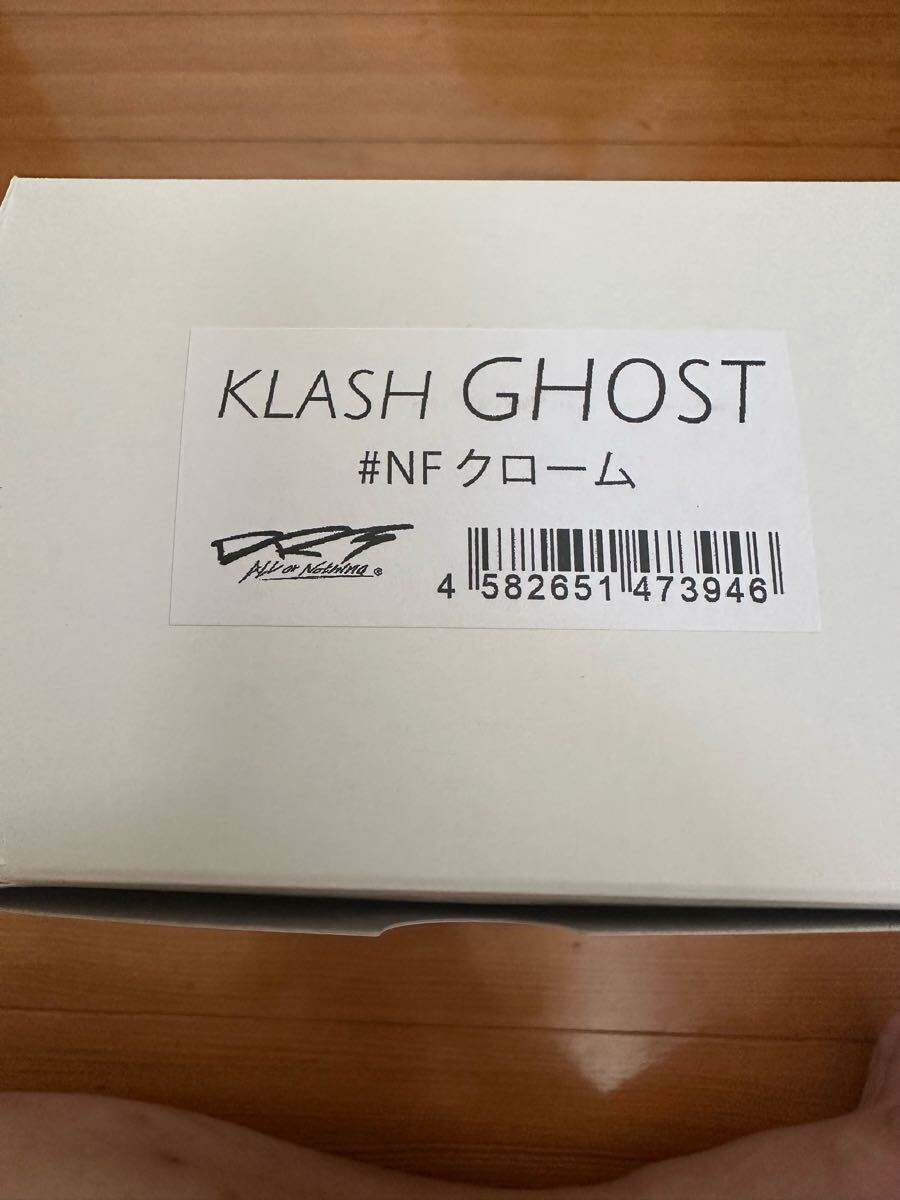 KLASH GHOST
#NF クローム
DRT
All or Nothing ®
4 582651 473946